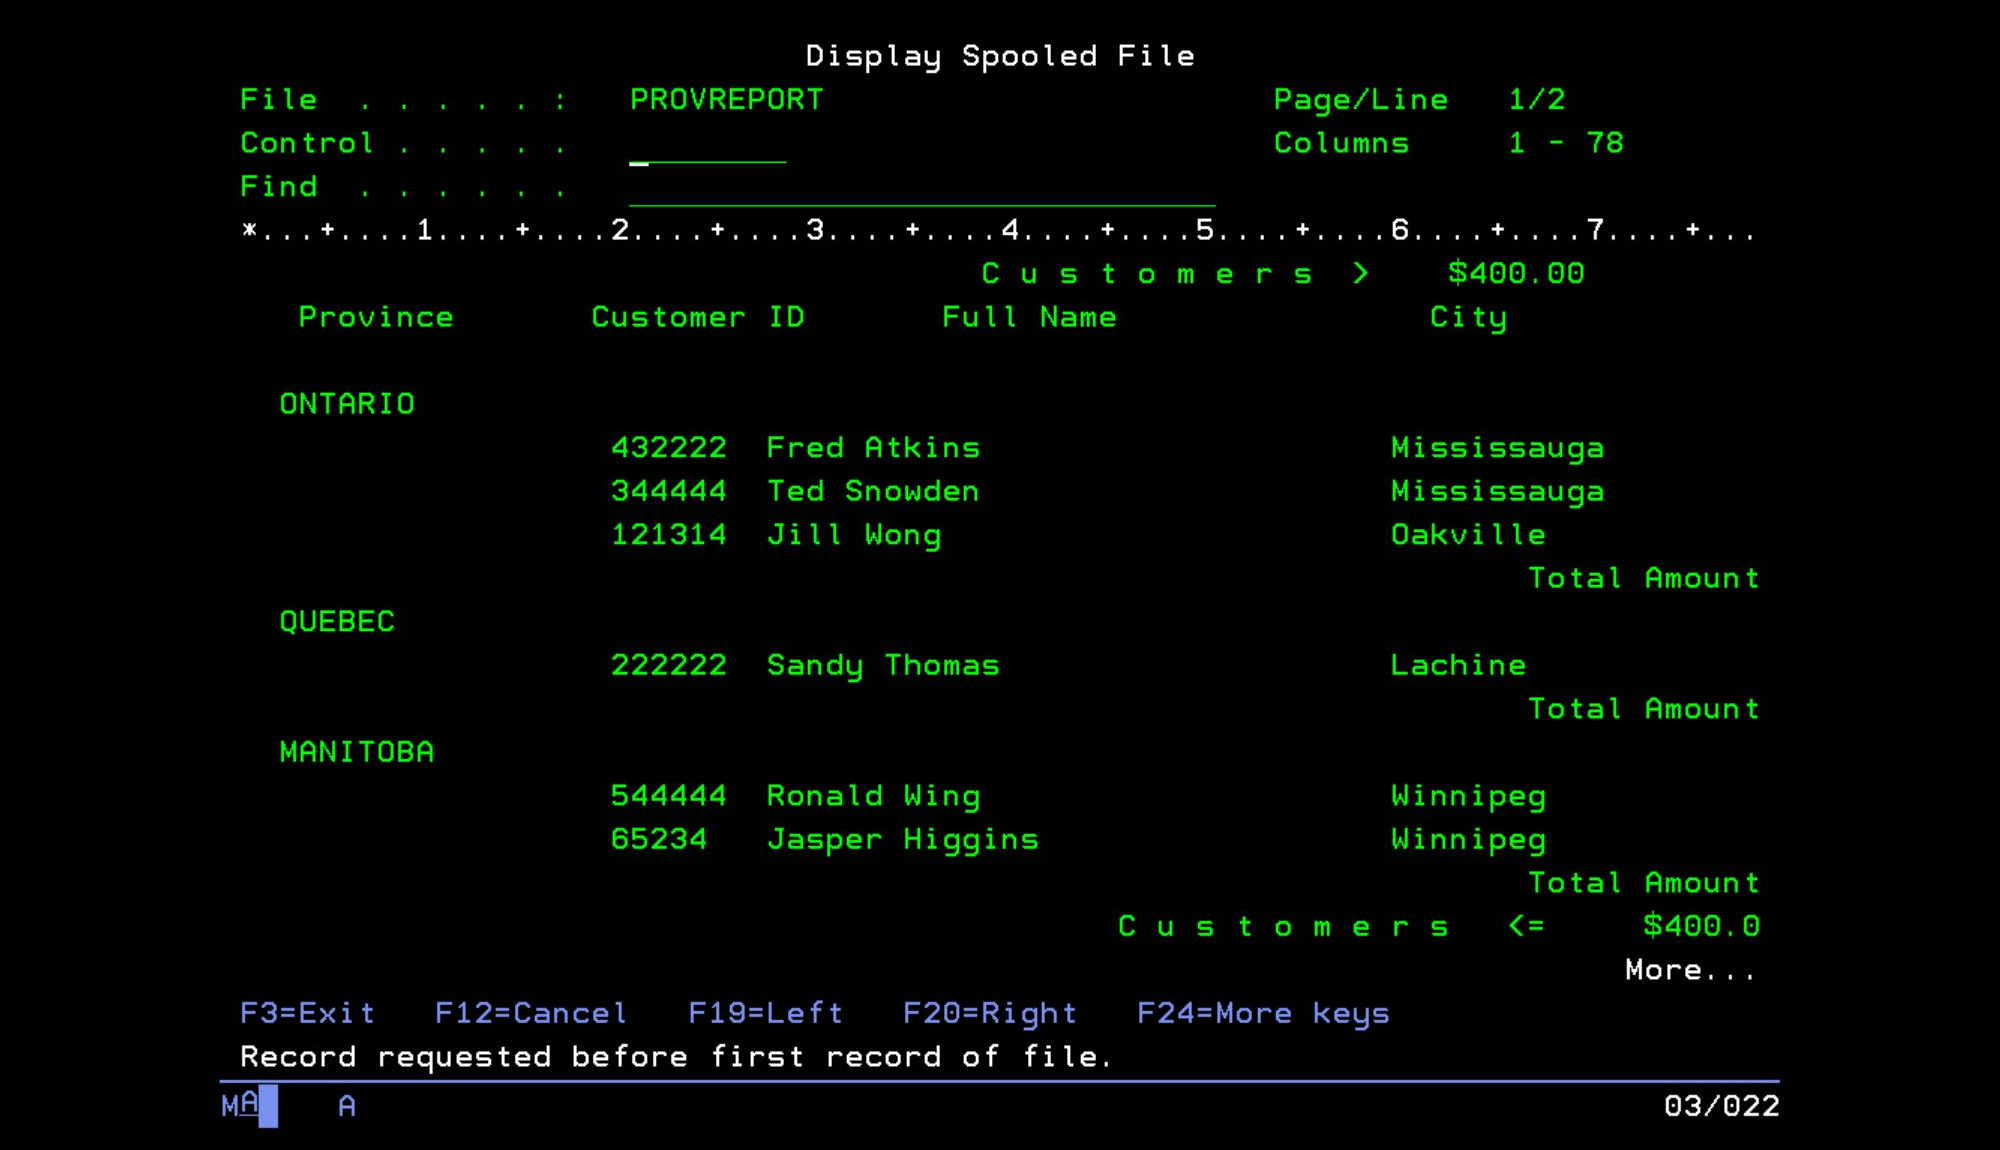 Display Spooled File
File  . . . . . :   PROVREPORT                       Page/Line   1/2
Control . . . . .   ________                         Columns     1 - 78
Find  . . . . . .   ______________________________
*...+....1....+....2....+....3....+....4....+....5....+....6....+....7....+...
C u s t o m e r s  >    $400.00
Province       Customer ID       Full Name                City
ONTARIO
432222  Fred Atkins                     Mississauga
344444  Ted Snowden                     Mississauga
121314  Jill Wong                       Oakville
Total Amount
QUEBEC
222222  Sandy Thomas                    Lachine
Total Amount
MANITOBA
544444  Ronald Wing                     Winnipeg
65234   Jasper Higgins                  Winnipeg
Total Amount
C u s t o m e r s   <=     $400.0
More...
F3=Exit   F12=Cancel   F19=Left   F20=Right   F24=More keys
Record requested before first record of file.
MA    A                                                  03/022